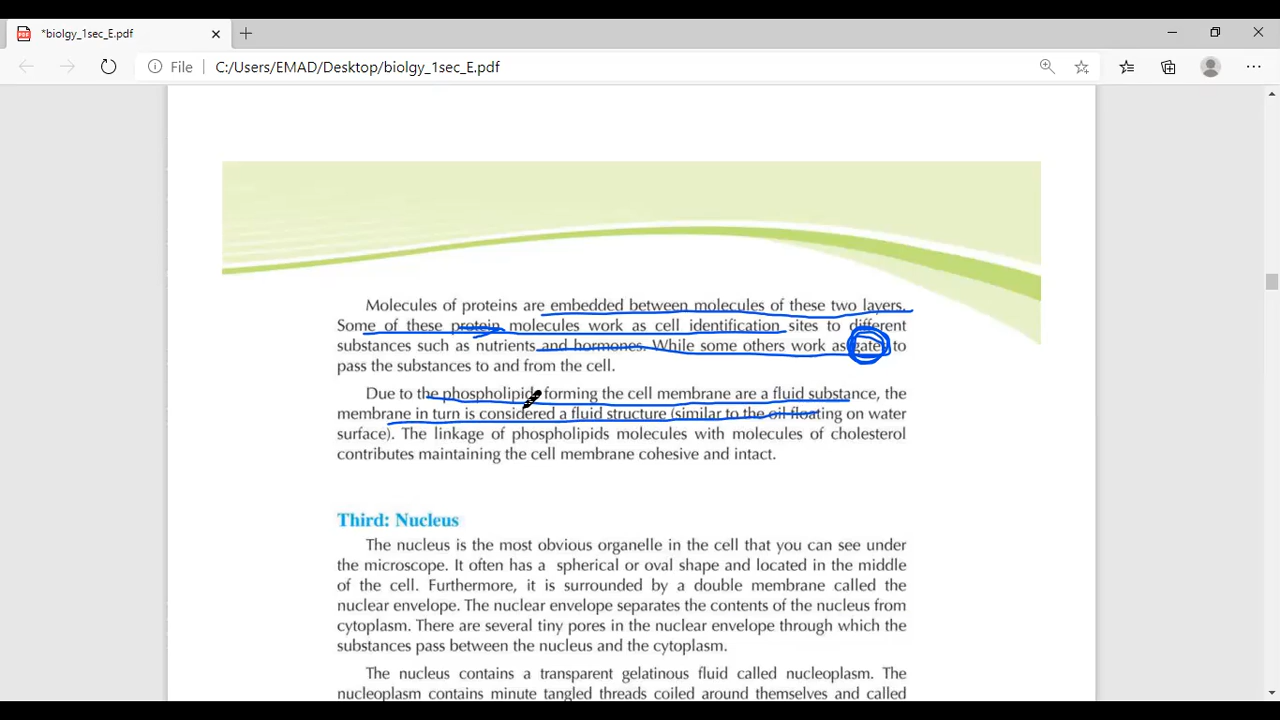 *biolgy_1sec_E.pdf
File C:/Users/EMAD/Desktop/biolgy_1sec_E.pdf
Molecules of proteins are embedded between molecules of these two layers.
Some of these protein molecules work as cell identification sites to different
substances such as nutrients and hormones. While some others work as gates to
pass the substances to and from the cell.
Due to the phospholipids forming the cell membrane are a fluid substance, the
membrane in turn is considered a fluid structure (similar to the oil floating on water
surface). The linkage of phospholipids molecules with molecules of cholesterol
contributes maintaining the cell membrane cohesive and intact.
Third: Nucleus
The nucleus is the most obvious organelle in the cell that you can see under
the microscope. It often has a spherical or oval shape and located in the middle
of the cell. Furthermore, it is surrounded by a double membrane called the
nuclear envelope. The nuclear envelope separates the contents of the nucleus from
cytoplasm. There are several tiny pores in the nuclear envelope through which the
substances pass between the nucleus and the cytoplasm.
The nucleus contains a transparent gelatinous fluid called nucleoplasm. The
nucleoplasm contains minute tangled threads coiled around themselves and called